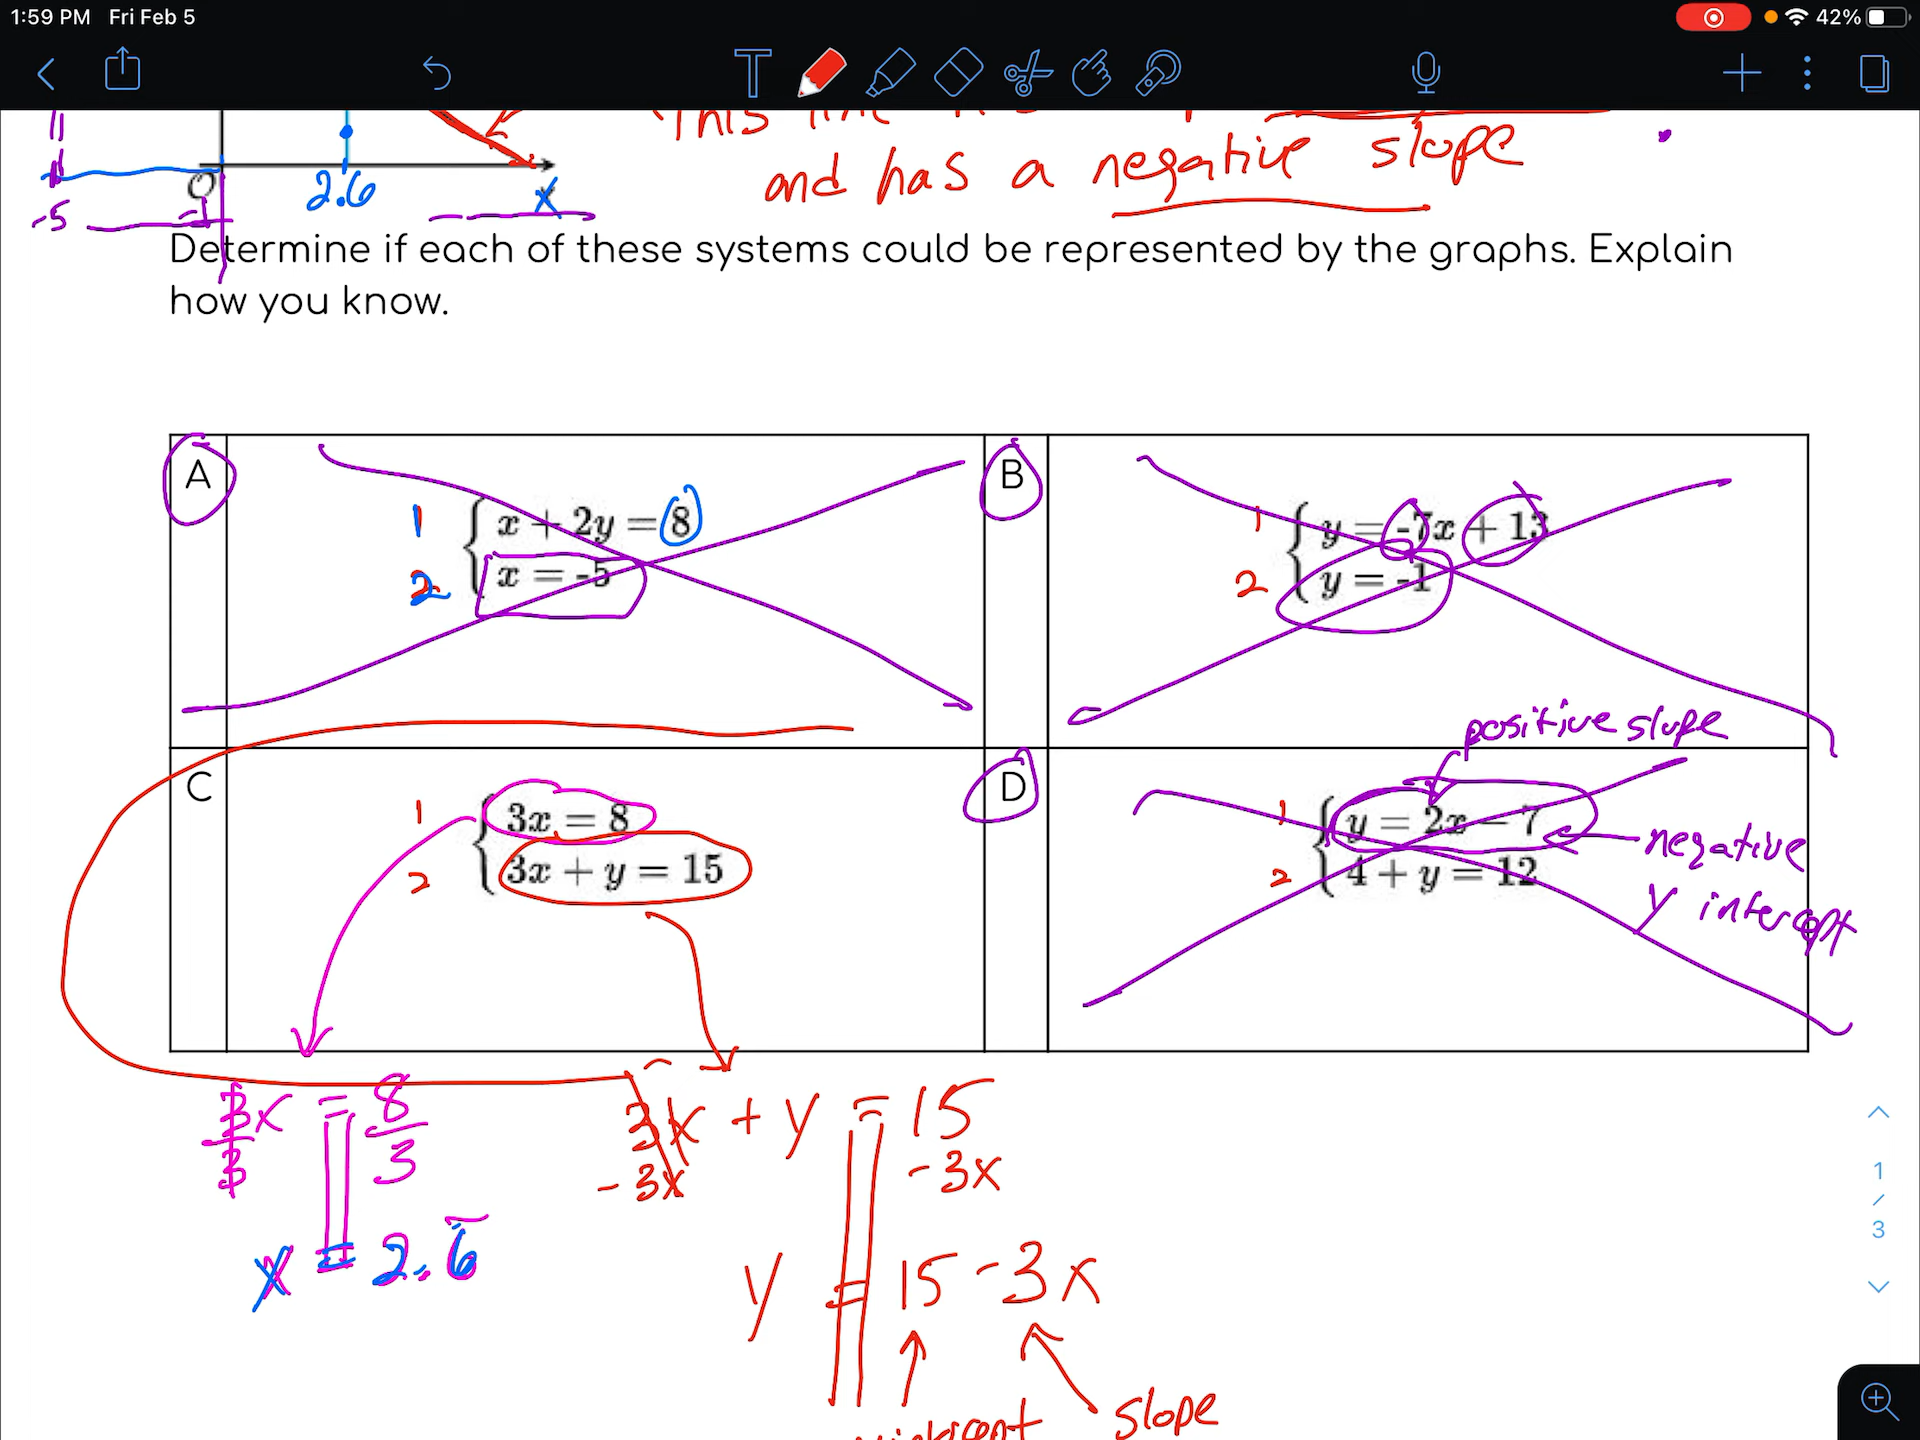 1:59 PM Fri Feb 5
42%
This line
and has a negative slope
O
2.6
x
-5
-1
Determine if each of these systems could be represented by the graphs. Explain
how you know.
A
1
x + 2y = 8
2
x = -5
B
1
y = -7x + 13
2
y = -1
positive slope
C
1
3x = 8
2
3x + y = 15
D
1
y = 2x - 7
2
4 + y = 12
negative
y intercept
3x = 8
3 3
x = 2.6̅
3x + y = 15
-3x -3x
y = 15 - 3x
slope
1
/
3